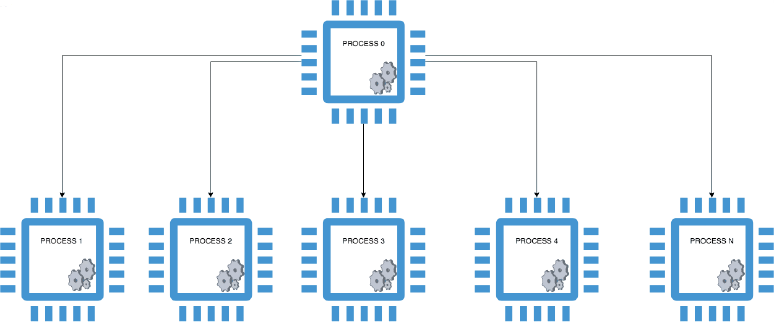 PROCESS 0
PROCESS 1
PROCESS 2
PROCESS 3
PROCESS 4
PROCESS N